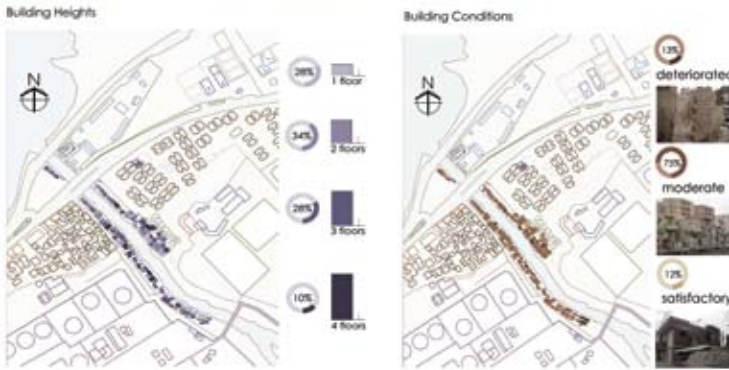 Building Heights
N
28%
1 floor
34%
2 floors
28%
3 floors
10%
4 floors
Building Conditions
N
13%
deteriorated
75%
moderate
12%
satisfactory